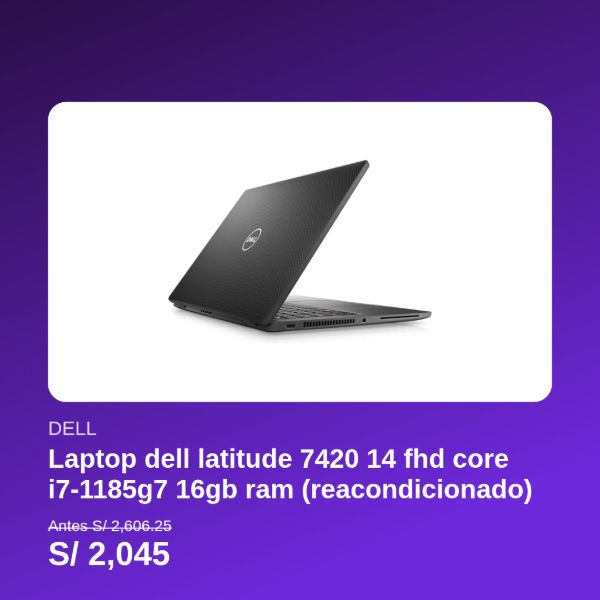 DELL
DELL
Laptop dell latitude 7420 14 fhd core
i7-1185g7 16gb ram (reacondicionado)
Antes S/ 2,606.25
S/ 2,045